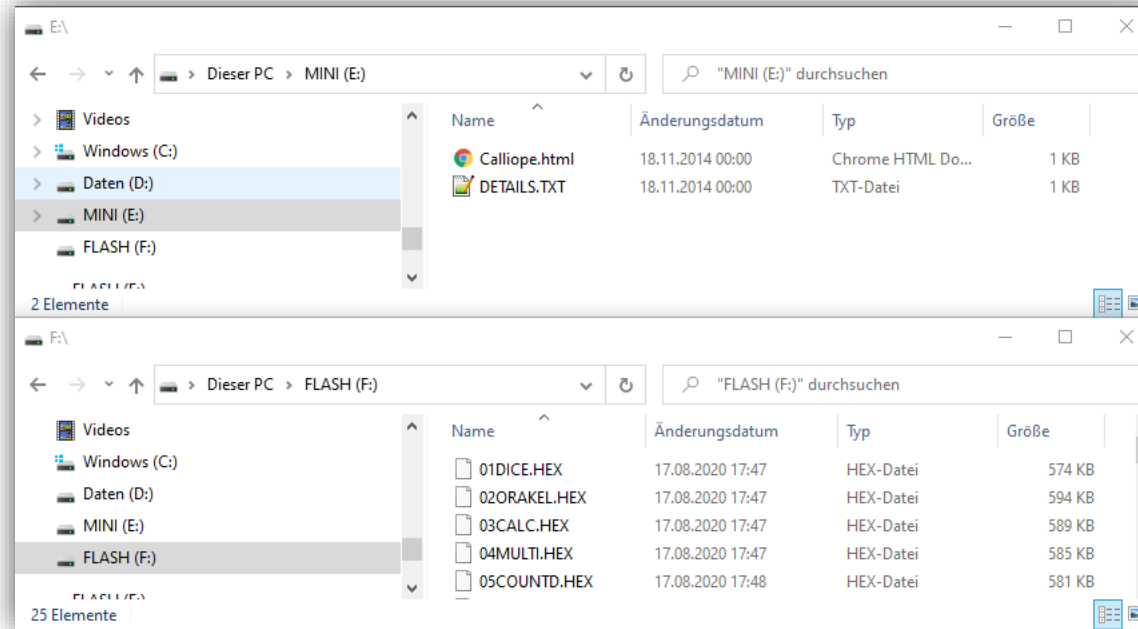 E:\
Dieser PC > MINI (E:) "MINI (E:)" durchsuchen
Videos
Windows (C:)
Daten (D:)
MINI (E:)
FLASH (F:)
FLASH (F:)
Name Änderungsdatum Typ Größe
Calliope.html 18.11.2014 00:00 Chrome HTML Do... 1 KB
DETAILS.TXT 18.11.2014 00:00 TXT-Datei 1 KB
2 Elemente
F:\
Dieser PC > FLASH (F:) "FLASH (F:)" durchsuchen
Videos
Windows (C:)
Daten (D:)
MINI (E:)
FLASH (F:)
FLASH (F:)
Name Änderungsdatum Typ Größe
01DICE.HEX 17.08.2020 17:47 HEX-Datei 574 KB
02ORAKEL.HEX 17.08.2020 17:47 HEX-Datei 594 KB
03CALC.HEX 17.08.2020 17:47 HEX-Datei 589 KB
04MULTI.HEX 17.08.2020 17:47 HEX-Datei 585 KB
05COUNTD.HEX 17.08.2020 17:48 HEX-Datei 581 KB
25 Elemente